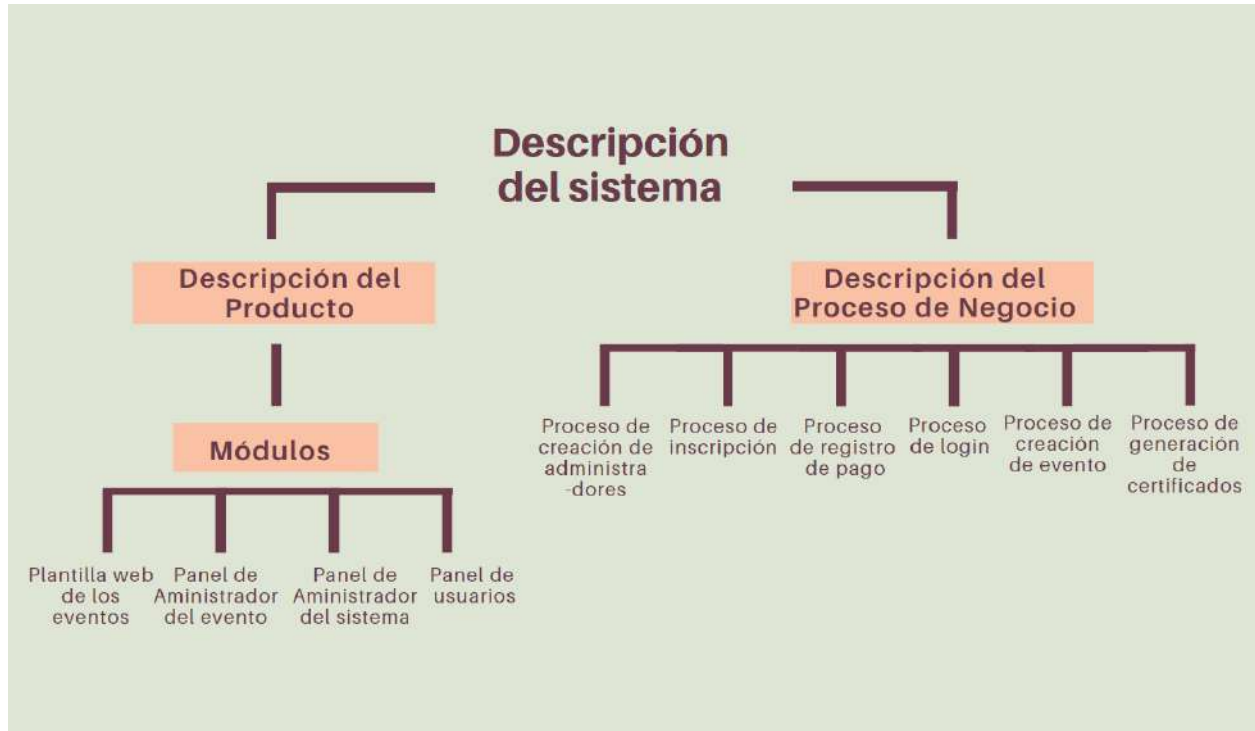 Descripción
del sistema
Descripción del
Producto
Descripción del
Proceso de Negocio
Módulos
Plantilla web
de los
eventos
Panel de
Aministrador
del evento
Panel de
Aministrador
del sistema
Panel de
usuarios
Proceso de
creación de
administra
-dores
Proceso de
inscripción
Proceso
de registro
de pago
Proceso
de login
Proceso de
creación
de evento
Proceso de
generación
de
certificados